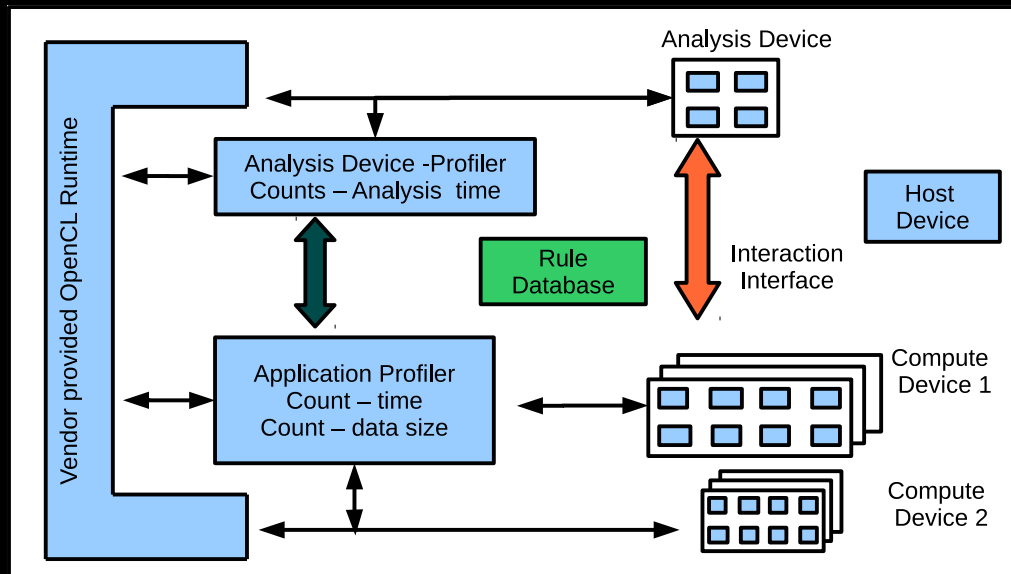 Vendor provided OpenCL Runtime
Analysis Device
Analysis Device -Profiler
Counts – Analysis time
Host
Device
Rule
Database
Interaction
Interface
Application Profiler
Count – time
Count – data size
Compute
Device 1
Compute
Device 2